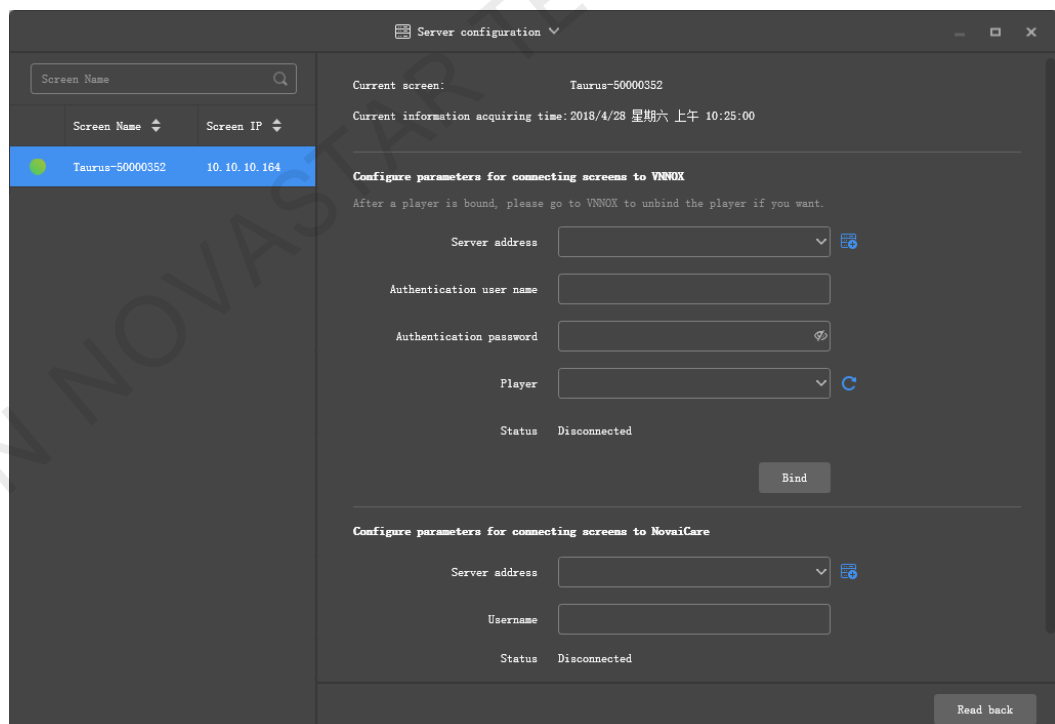 Server configuration
Screen Name
Screen Name Screen IP
Taurus-50000352 10.10.10.164
Current screen: Taurus-50000352
Current information acquiring time: 2018/4/28 星期六 上午 10:25:00
Configure parameters for connecting screens to VNNOX
After a player is bound, please go to VNNOX to unbind the player if you want.
Server address
Authentication user name
Authentication password
Player
Status Disconnected
Bind
Configure parameters for connecting screens to NovaiCare
Server address
Username
Status Disconnected
Read back
N NOVASTAR TE